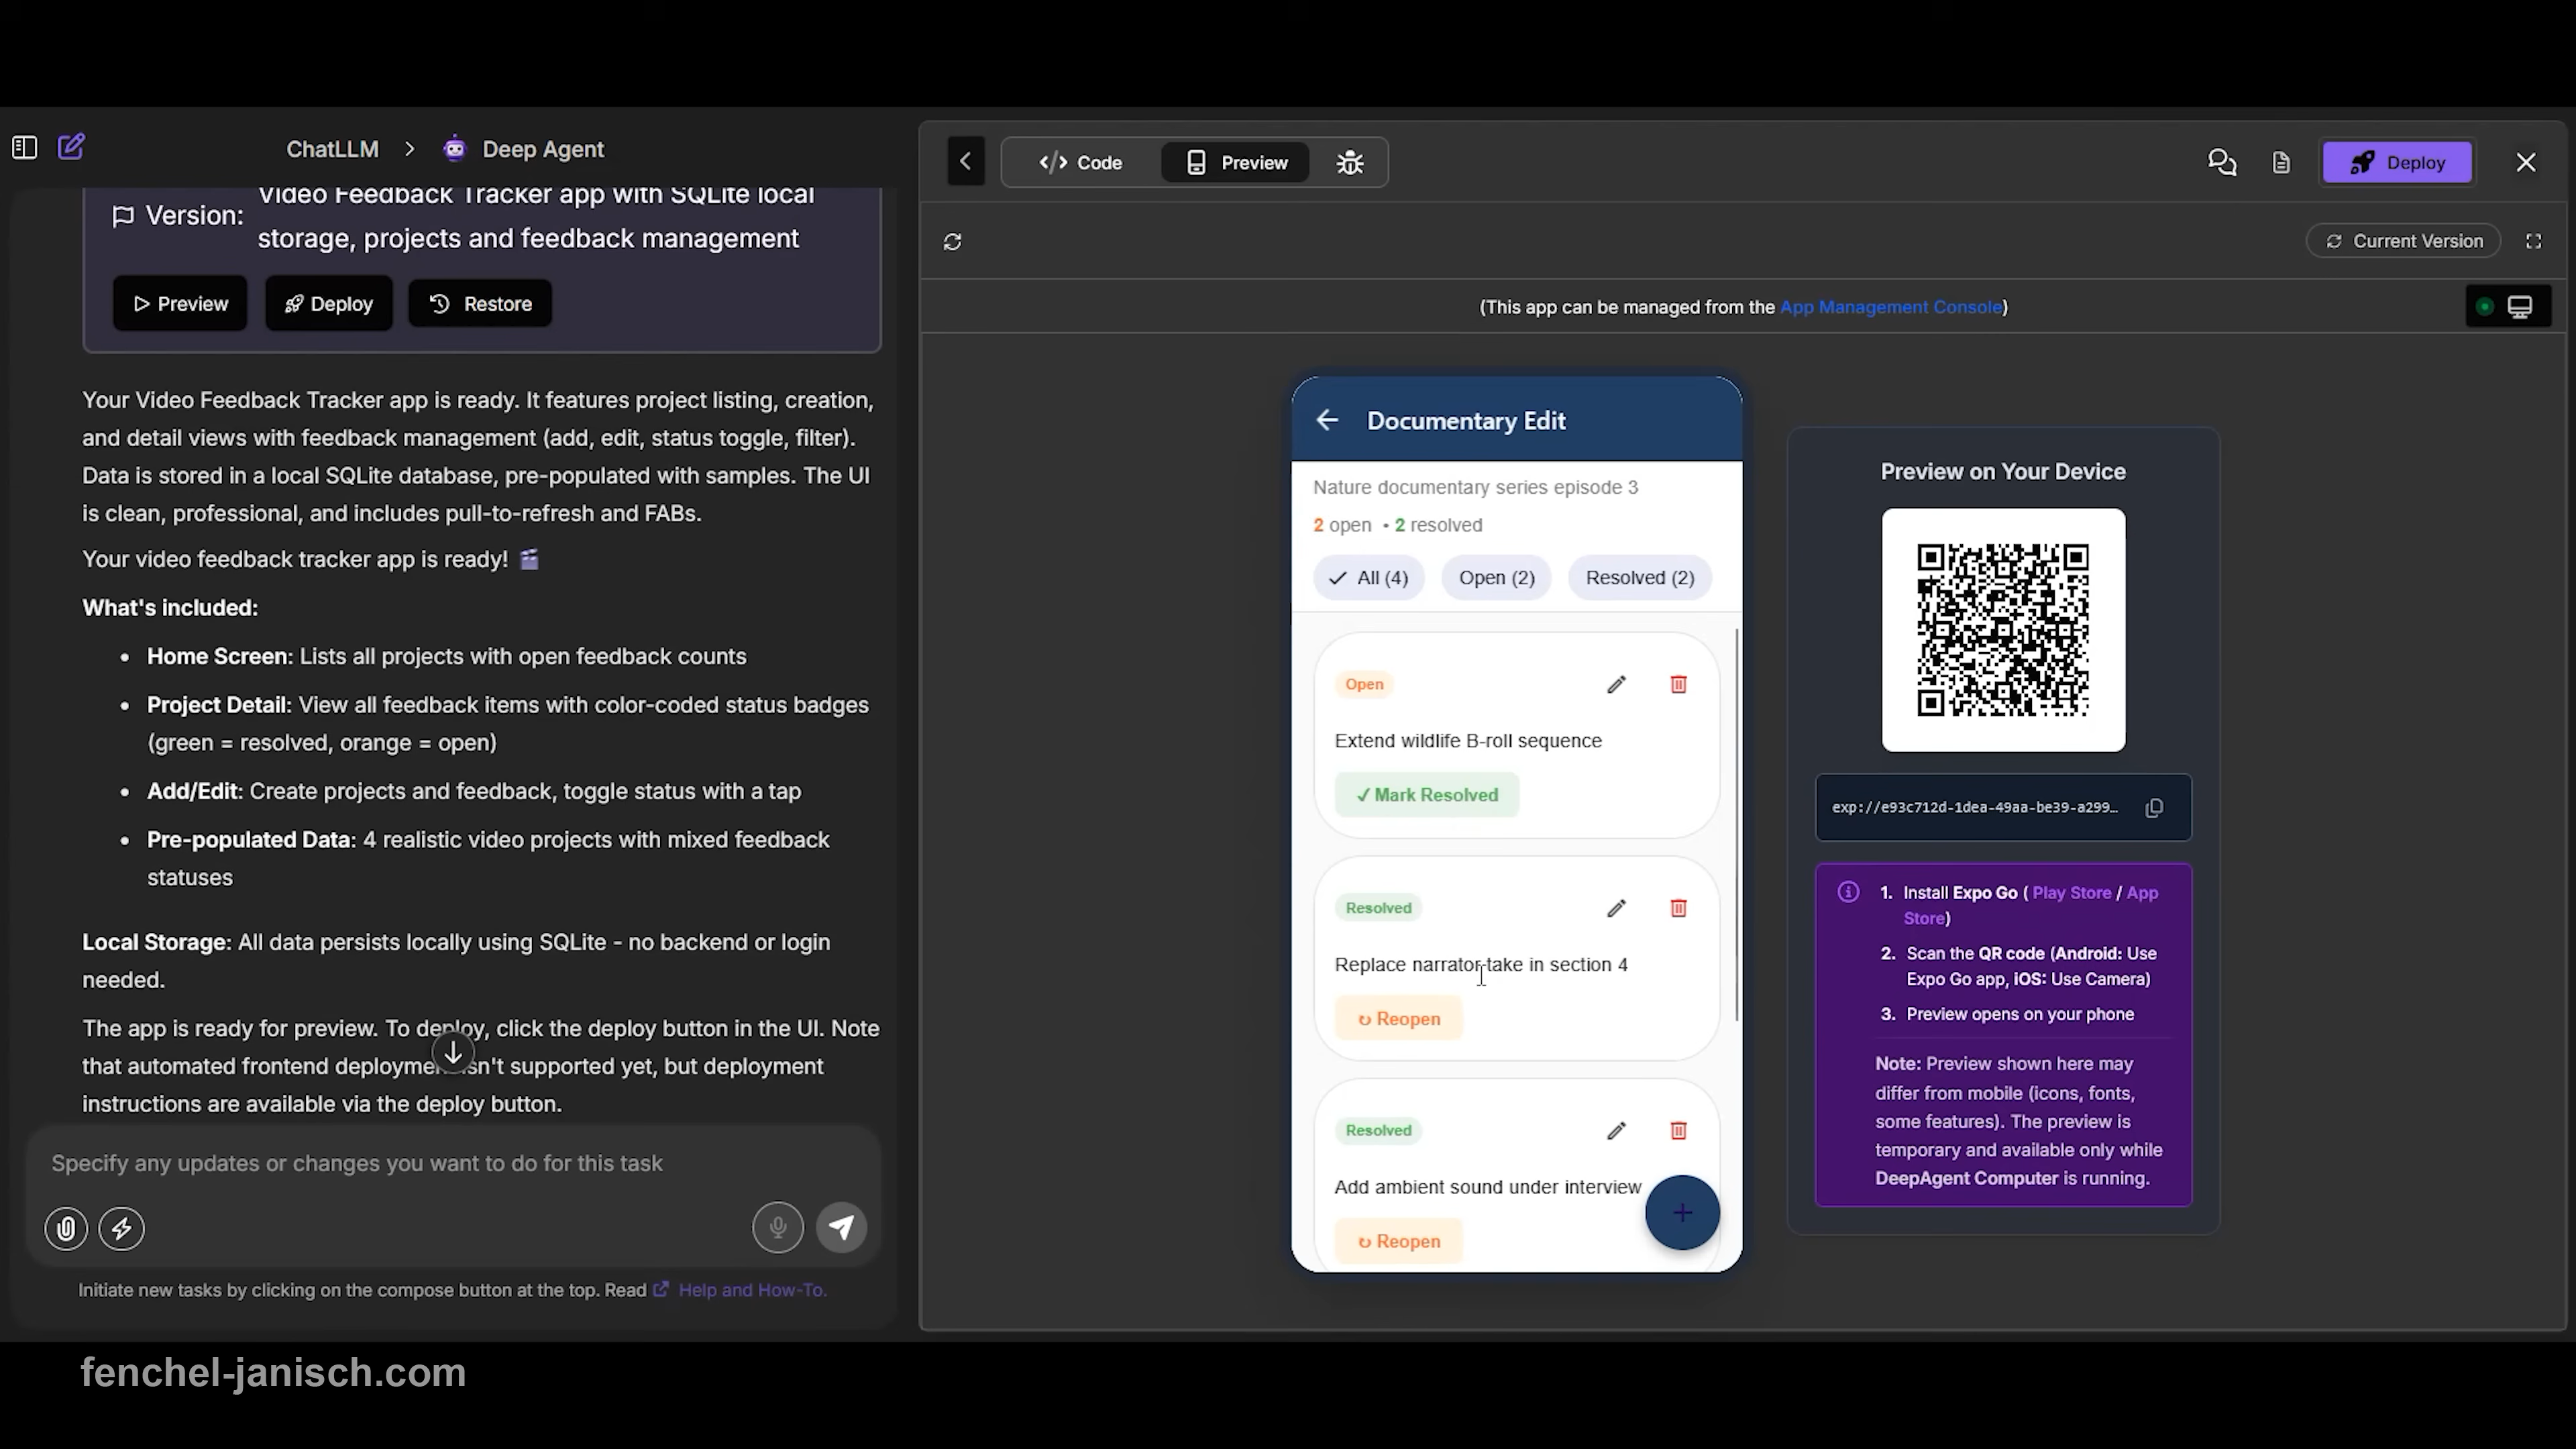 ChatLLM > Deep Agent
Version:
Video Feedback Tracker app with SQLite local
storage, projects and feedback management
Preview
Deploy
Restore
Your Video Feedback Tracker app is ready. It features project listing, creation,
and detail views with feedback management (add, edit, status toggle, filter).
Data is stored in a local SQLite database, pre-populated with samples. The UI
is clean, professional, and includes pull-to-refresh and FABs.
Your video feedback tracker app is ready!
What's included:
• Home Screen: Lists all projects with open feedback counts
• Project Detail: View all feedback items with color-coded status badges
(green = resolved, orange = open)
• Add/Edit: Create projects and feedback, toggle status with a tap
• Pre-populated Data: 4 realistic video projects with mixed feedback
statuses
Local Storage: All data persists locally using SQLite - no backend or login
needed.
The app is ready for preview. To deploy, click the deploy button in the UI. Note
that automated frontend deployment isn't supported yet, but deployment
instructions are available via the deploy button.
Specify any updates or changes you want to do for this task
Initiate new tasks by clicking on the compose button at the top. Read Help and How-To.
</> Code
Preview
Deploy
Current Version
(This app can be managed from the App Management Console)
Documentary Edit
Nature documentary series episode 3
2 open • 2 resolved
✓ All (4)
Open (2)
Resolved (2)
Open
Extend wildlife B-roll sequence
✓ Mark Resolved
Resolved
Replace narrator take in section 4
↻ Reopen
Resolved
Add ambient sound under interview
↻ Reopen
+
Preview on Your Device
exp://e93c712d-1dea-49aa-be39-a299...
1. Install Expo Go ( Play Store / App
Store)
2. Scan the QR code (Android: Use
Expo Go app, iOS: Use Camera)
3. Preview opens on your phone
Note: Preview shown here may
differ from mobile (icons, fonts,
some features). The preview is
temporary and available only while
DeepAgent Computer is running.
fenchel-janisch.com